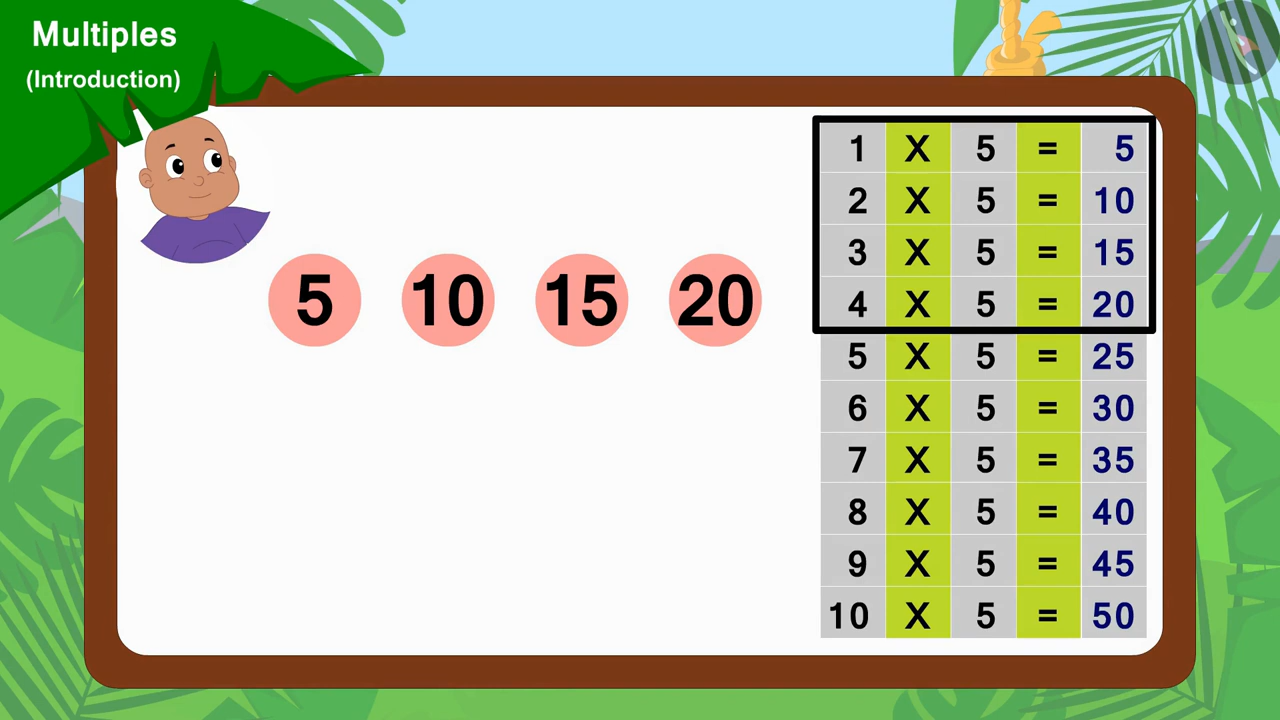 Multiples
(Introduction)
5 10 15 20
1 X 5 = 5
2 X 5 = 10
3 X 5 = 15
4 X 5 = 20
5 X 5 = 25
6 X 5 = 30
7 X 5 = 35
8 X 5 = 40
9 X 5 = 45
10 X 5 = 50